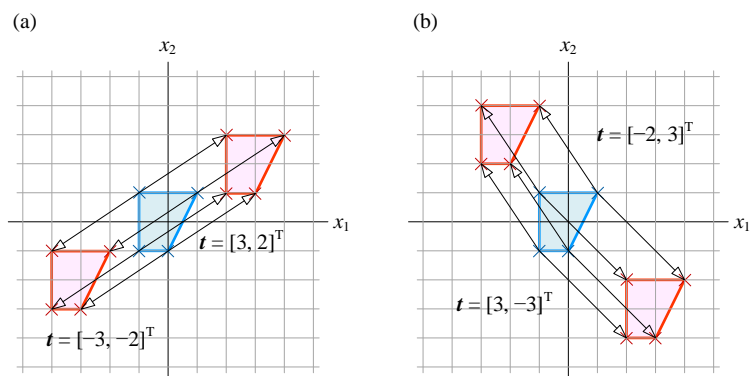 (a)
x₂
x₁
t = [3, 2]ᵀ
t = [−3, −2]ᵀ
(b)
x₂
t = [−2, 3]ᵀ
x₁
t = [3, −3]ᵀ